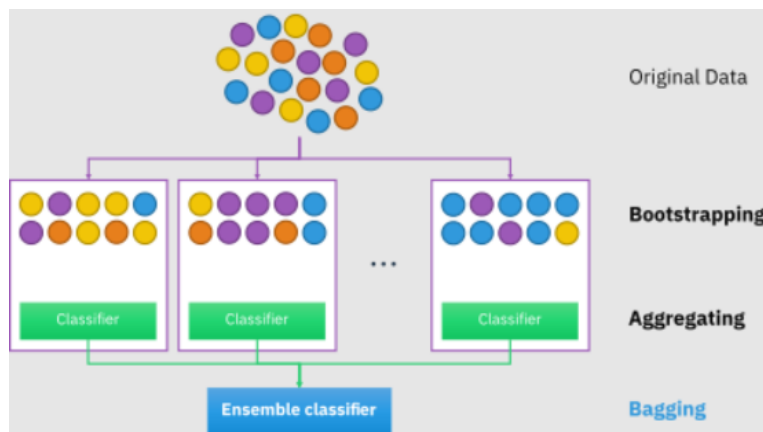 Original Data
Bootstrapping
...
Classifier
Classifier
Classifier
Aggregating
Ensemble classifier
Bagging